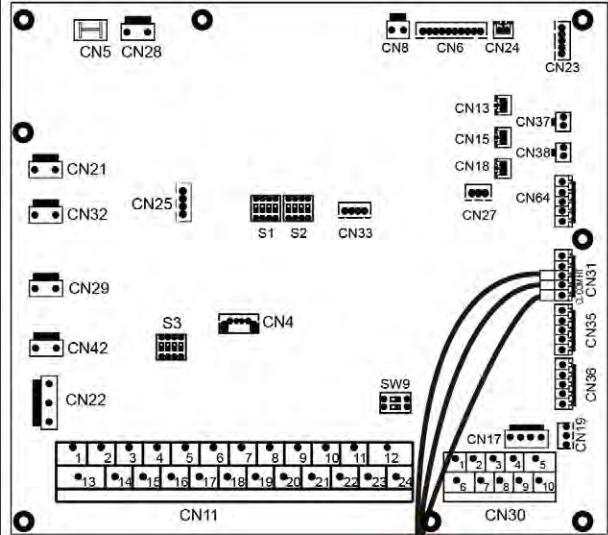 CN5
CN28
CN8
CN6
CN24
CN23
CN13
CN37
CN15
CN38
CN18
CN21
CN25
CN27
CN64
CN32
S1
S2
CN33
CN31
CL COM HT
CN29
S3
CN4
CN35
CN42
CN36
CN22
SW9
CN17
CN19
1 2 3 4 5 6 7 8 9 10 11 12
13 14 15 16 17 18 19 20 21 22 23 24
1 2 3 4 5
6 7 8 9 10
CN11
CN30